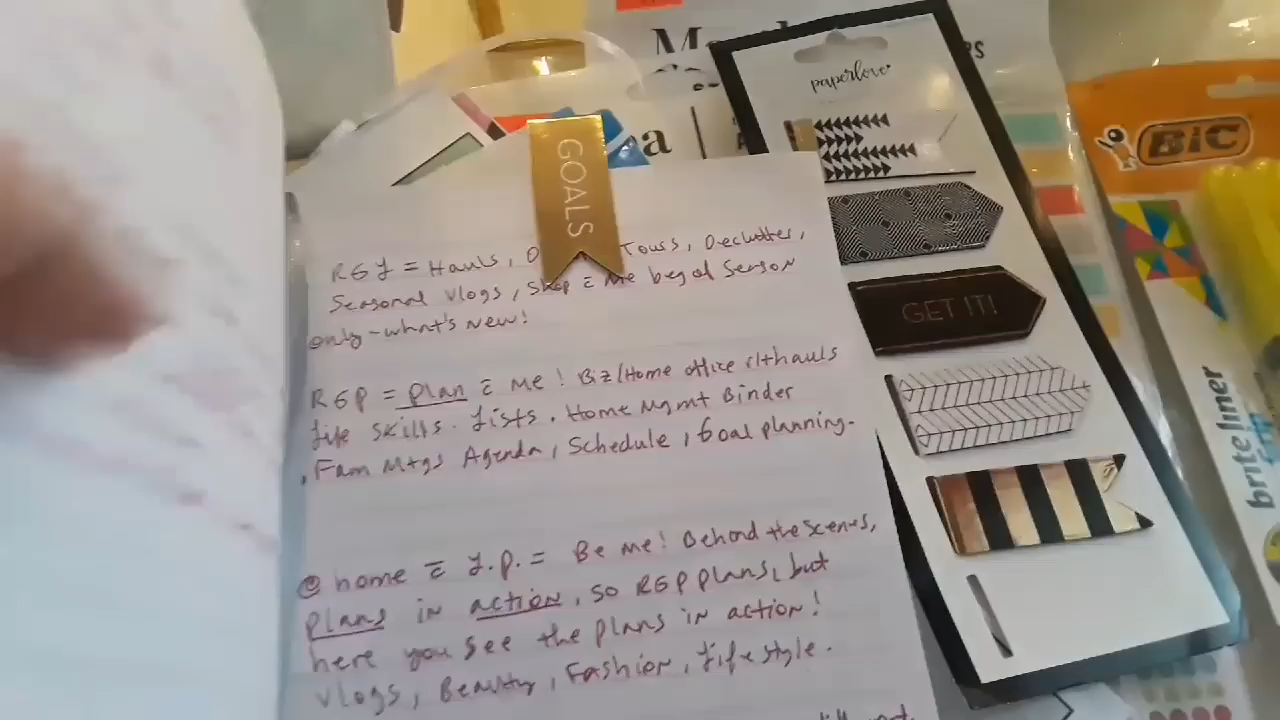 paperlove
BIC
GOALS
GET IT!
brite liner
RGL = Hauls, Tours, Declutter,
Seasonal Vlogs, Shop c̄ me beg of Season
only - what's New!
RGP = Plan c̄ Me! Biz/Home office clthauls
Life Skills. Lists. Home Mgmt Binder
, Fam Mtgs Agenda, Schedule, Goal planning.
@ home c̄ L.P. = Be Me! Behind the Scenes,
plans in action, so RGP plans, but
here you see the plans in action!
Vlogs, Beauty, Fashion, Lifestyle.